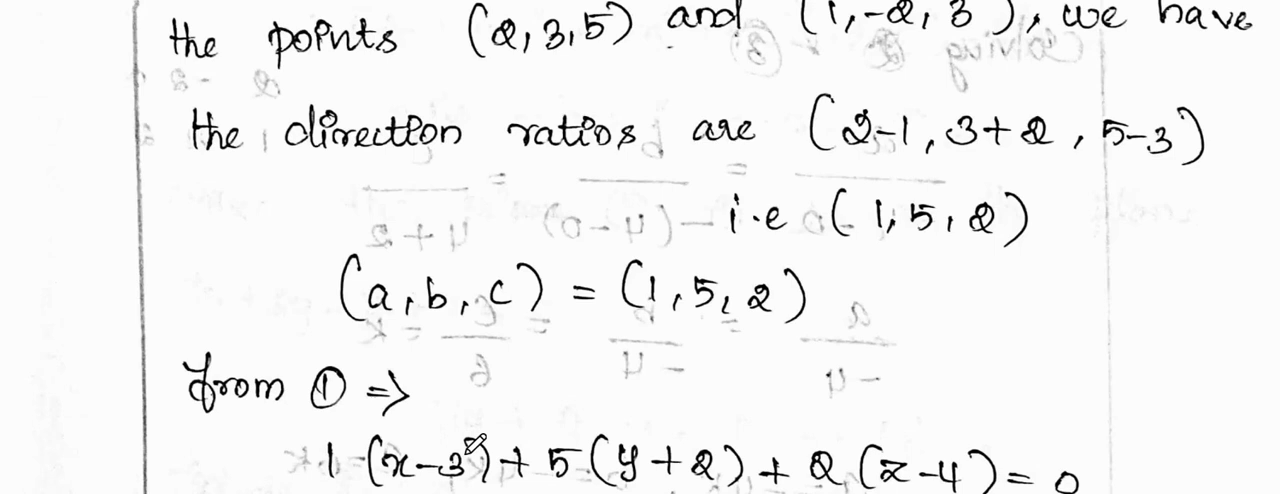 the points (2,3,5) and (1,-2,3), we have
the direction ratios are (2-1, 3+2, 5-3)
i.e (1,5,2)
(a,b,c) = (1,5,2)
from ① =>
1(x-3)+5(y+2)+2(z-4)=0